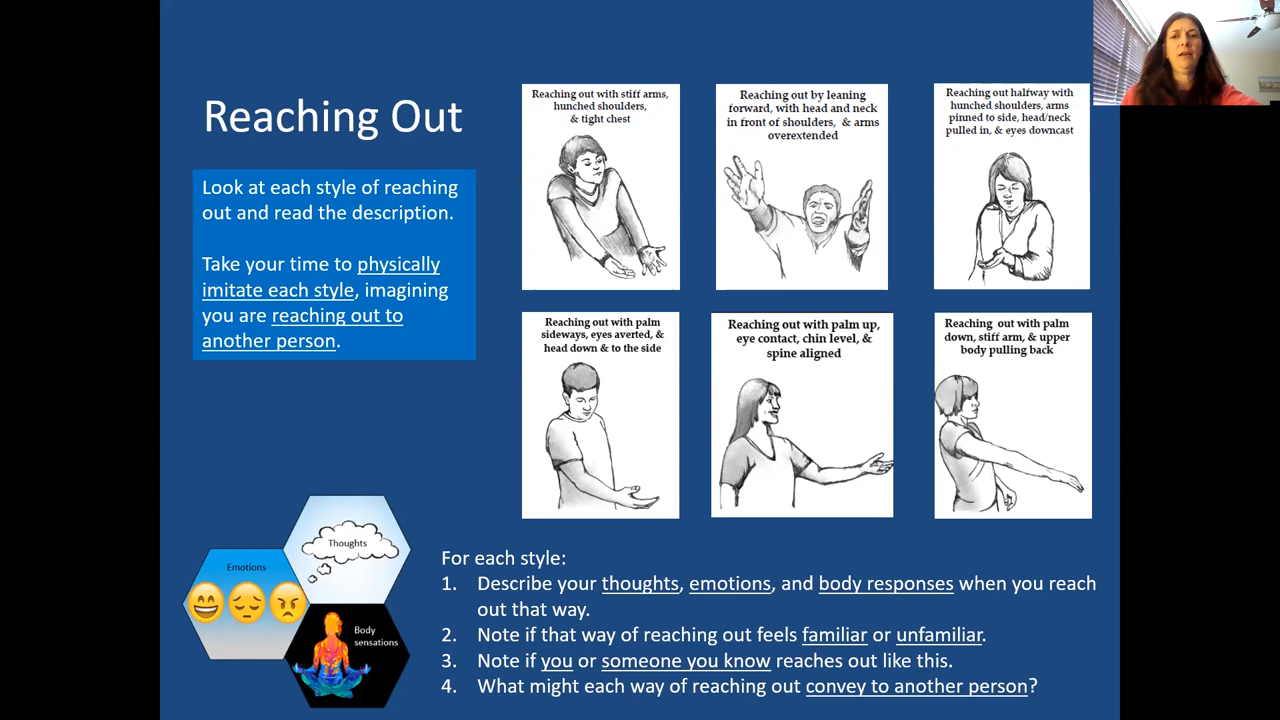 Reaching Out
Look at each style of reaching
out and read the description.
Take your time to physically
imitate each style, imagining
you are reaching out to
another person.
Reaching out with stiff arms,
hunched shoulders,
& tight chest
Reaching out by leaning
forward, with head and neck
in front of shoulders, & arms
overextended
Reaching out halfway with
hunched shoulders, arms
pinned to side, head/neck
pulled in, & eyes downcast
Reaching out with palm
sideways, eyes averted, &
head down & to the side
Reaching out with palm up,
eye contact, chin level, &
spine aligned
Reaching out with palm
down, stiff arm, & upper
body pulling back
Thoughts
Emotions
Body
sensations
For each style:
1. Describe your thoughts, emotions, and body responses when you reach
out that way.
2. Note if that way of reaching out feels familiar or unfamiliar.
3. Note if you or someone you know reaches out like this.
4. What might each way of reaching out convey to another person?